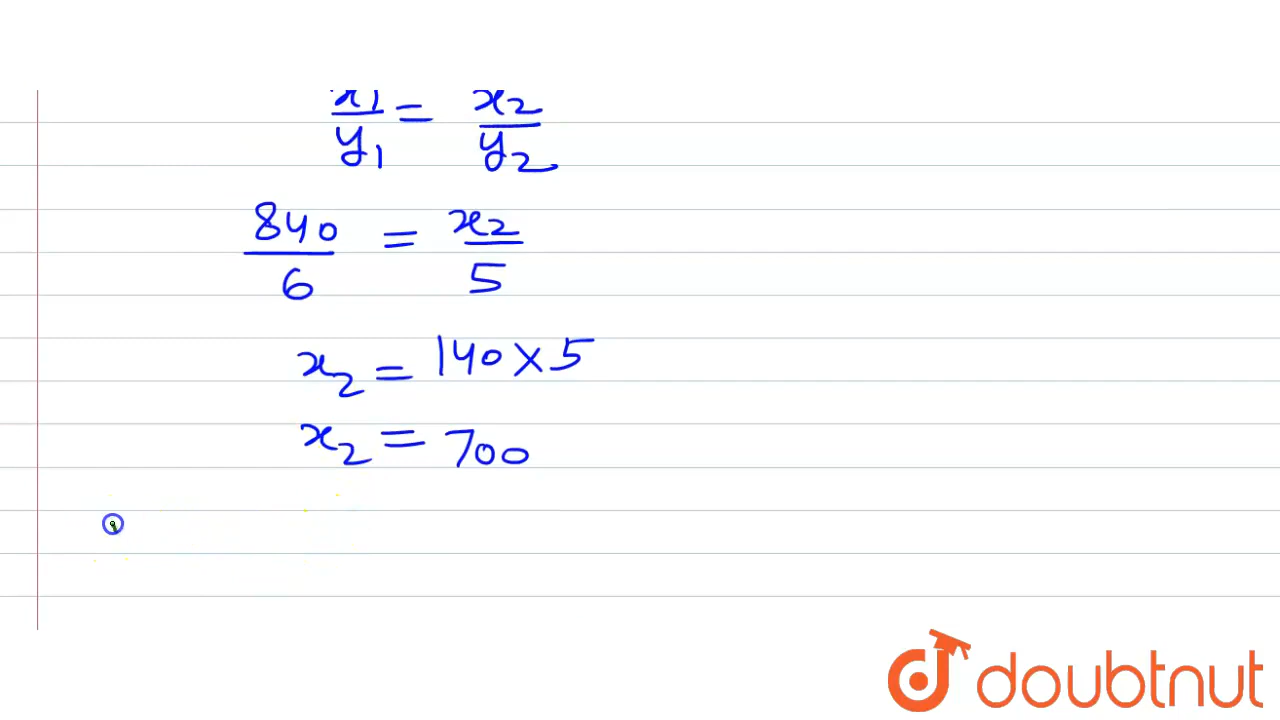 x1/y1 = x2/y2
840/6 = x2/5
x2 = 140 × 5
x2 = 700
doubtnut